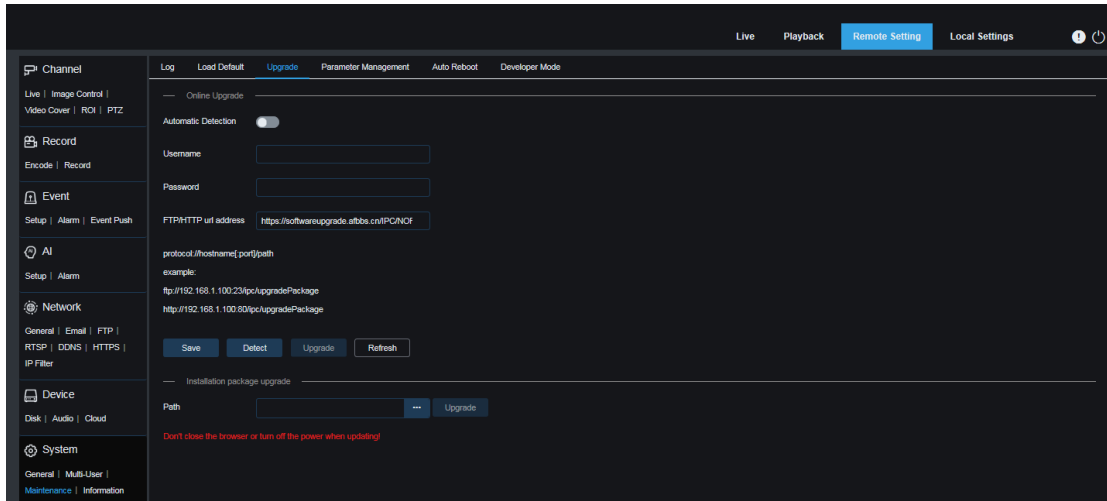 Live Playback Remote Setting Local Settings
Channel
Live | Image Control |
Video Cover | ROI | PTZ
Record
Encode | Record
Event
Setup | Alarm | Event Push
AI
Setup | Alarm
Network
General | Email | FTP |
RTSP | DDNS | HTTPS |
IP Filter
Device
Disk | Audio | Cloud
System
General | Multi-User |
Maintenance | Information
Log Load Default Upgrade Parameter Management Auto Reboot Developer Mode
Online Upgrade
Automatic Detection
Username
Password
FTP/HTTP url address https://softwareupgrade.afbbs.cn/IPC/NOF
protocol://hostname[:port]/path
example:
ftp://192.168.1.100:23/ipc/upgradePackage
http://192.168.1.100:80/ipc/upgradePackage
Save Detect Upgrade Refresh
Installation package upgrade
Path ... Upgrade
Don't close the browser or turn off the power when updating!